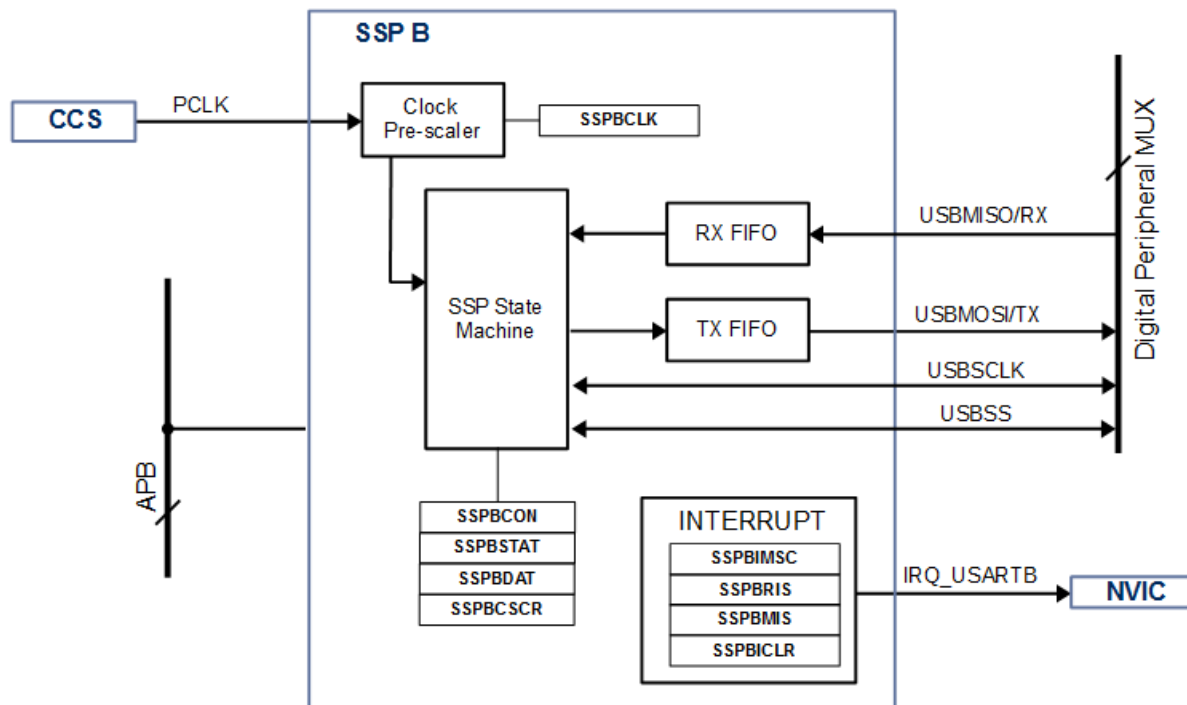 SSP B
CCS
PCLK
Clock
Pre-scaler
SSPBCLK
SSP State
Machine
RX FIFO
TX FIFO
USBMISO/RX
USBMOSI/TX
USBSCLK
USBSS
Digital Peripheral MUX
APB
SSPBCON
SSPBSTAT
SSPBDAT
SSPBCSCR
INTERRUPT
SSPBIMSC
SSPBRIS
SSPBMIS
SSPBICLR
IRQ_USARTB
NVIC